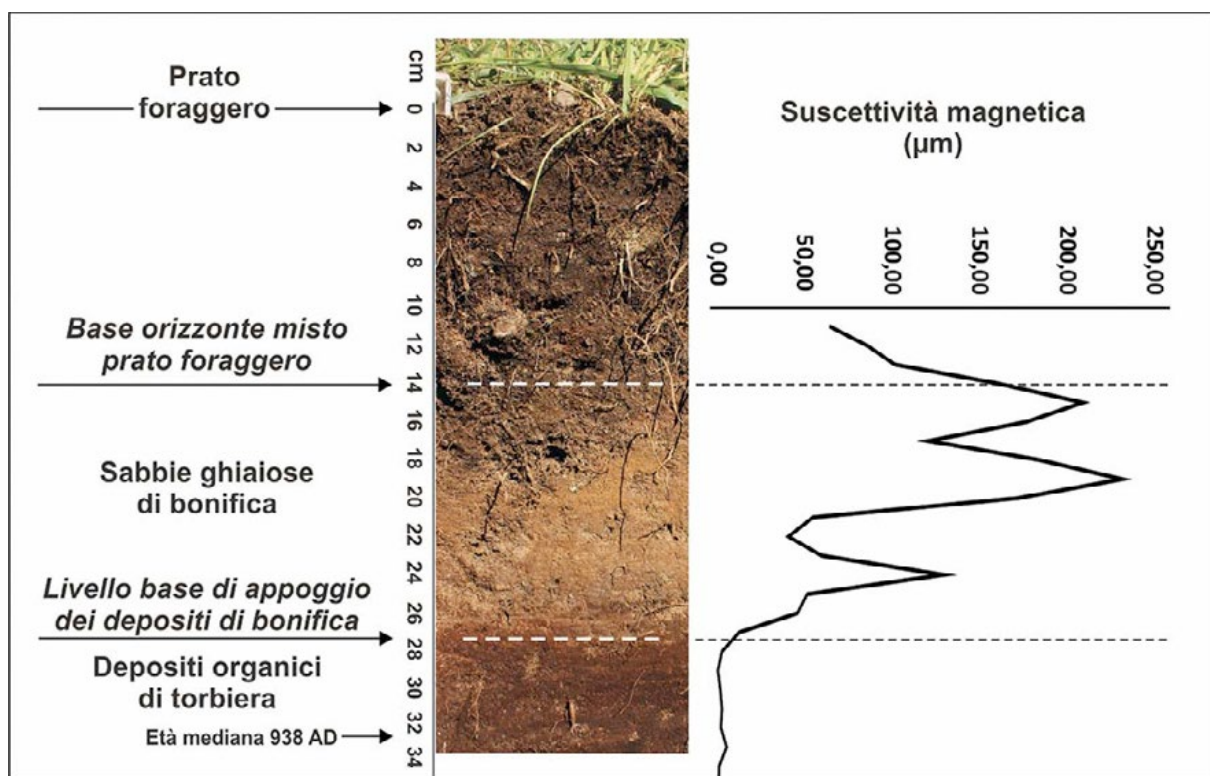 Prato
foraggero
Base orizzonte misto
prato foraggero
Sabbie ghiaiose
di bonifica
Livello base di appoggio
dei depositi di bonifica
Depositi organici
di torbiera
Età mediana 938 AD
cm
0
2
4
6
8
10
12
14
16
18
20
22
24
26
28
30
32
34
Suscettività magnetica
(µm)
0,00
50,00
100,00
150,00
200,00
250,00